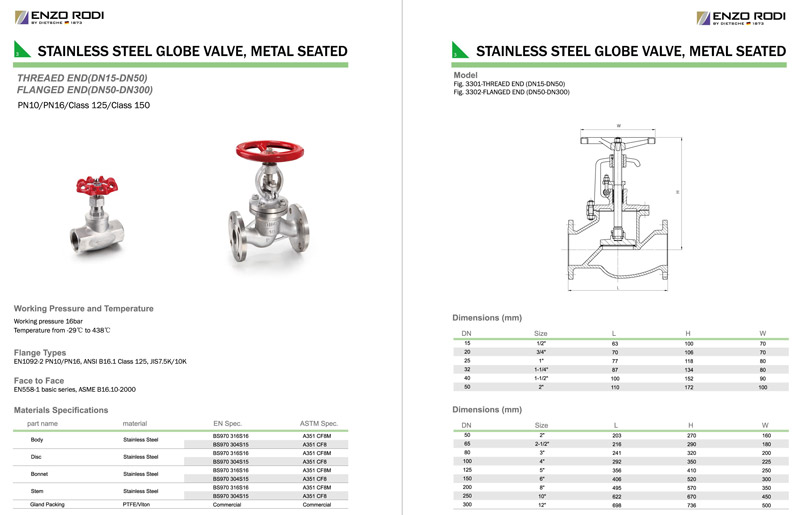 ENZO RODI
BY DIETSCHE 1873
3
STAINLESS STEEL GLOBE VALVE, METAL SEATED
THREAED END(DN15-DN50)
FLANGED END(DN50-DN300)
PN10/PN16/Class 125/Class 150
Working Pressure and Temperature
Working pressure 16bar
Temperature from -29℃ to 438℃
Flange Types
EN1092-2 PN10/PN16, ANSI B16.1 Class 125, JIS7.5K/10K
Face to Face
EN558-1 basic series, ASME B16.10-2000
Materials Specifications
part name material EN Spec. ASTM Spec.
Body Stainless Steel BS970 316S16 A351 CF8M
BS970 304S15 A351 CF8
Disc Stainless Steel BS970 316S16 A351 CF8M
BS970 304S15 A351 CF8
Bonnet Stainless Steel BS970 316S16 A351 CF8M
BS970 304S15 A351 CF8
Stem Stainless Steel BS970 316S16 A351 CF8M
BS970 304S15 A351 CF8
Gland Packing PTFE/Viton Commercial Commercial
ENZO RODI
BY DIETSCHE 1873
STAINLESS STEEL GLOBE VALVE, METAL SEATED
Model
Fig. 3301-THREAED END (DN15-DN50)
Fig. 3302-FLANGED END (DN50-DN300)
W
H
L
Dimensions (mm)
DN Size L H W
15 1/2" 63 100 70
20 3/4" 70 106 70
25 1" 77 118 80
32 1-1/4" 87 134 80
40 1-1/2" 100 152 90
50 2" 110 172 100
Dimensions (mm)
DN Size L H W
50 2" 203 270 160
65 2-1/2" 216 290 180
80 3" 241 320 200
100 4" 292 350 225
125 5" 356 410 250
150 6" 406 520 300
200 8" 495 570 350
250 10" 622 670 450
300 12" 698 736 500